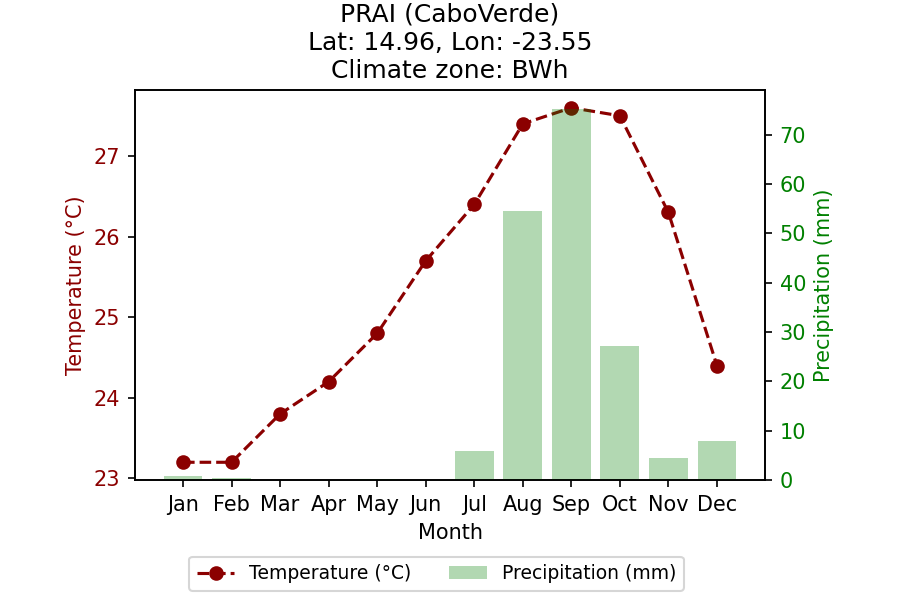 PRAI (CaboVerde)
Lat: 14.96, Lon: -23.55
Climate zone: BWh
Temperature (°C)
27
26
25
24
23
70
60
50
40
30
20
10
0
Precipitation (mm)
Jan Feb Mar Apr May Jun Jul Aug Sep Oct Nov Dec
Month
Temperature (°C) Precipitation (mm)